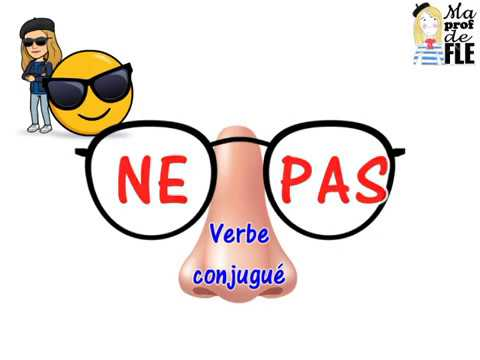 Ma
prof
de
FLE
NE PAS
Verbe
conjugué